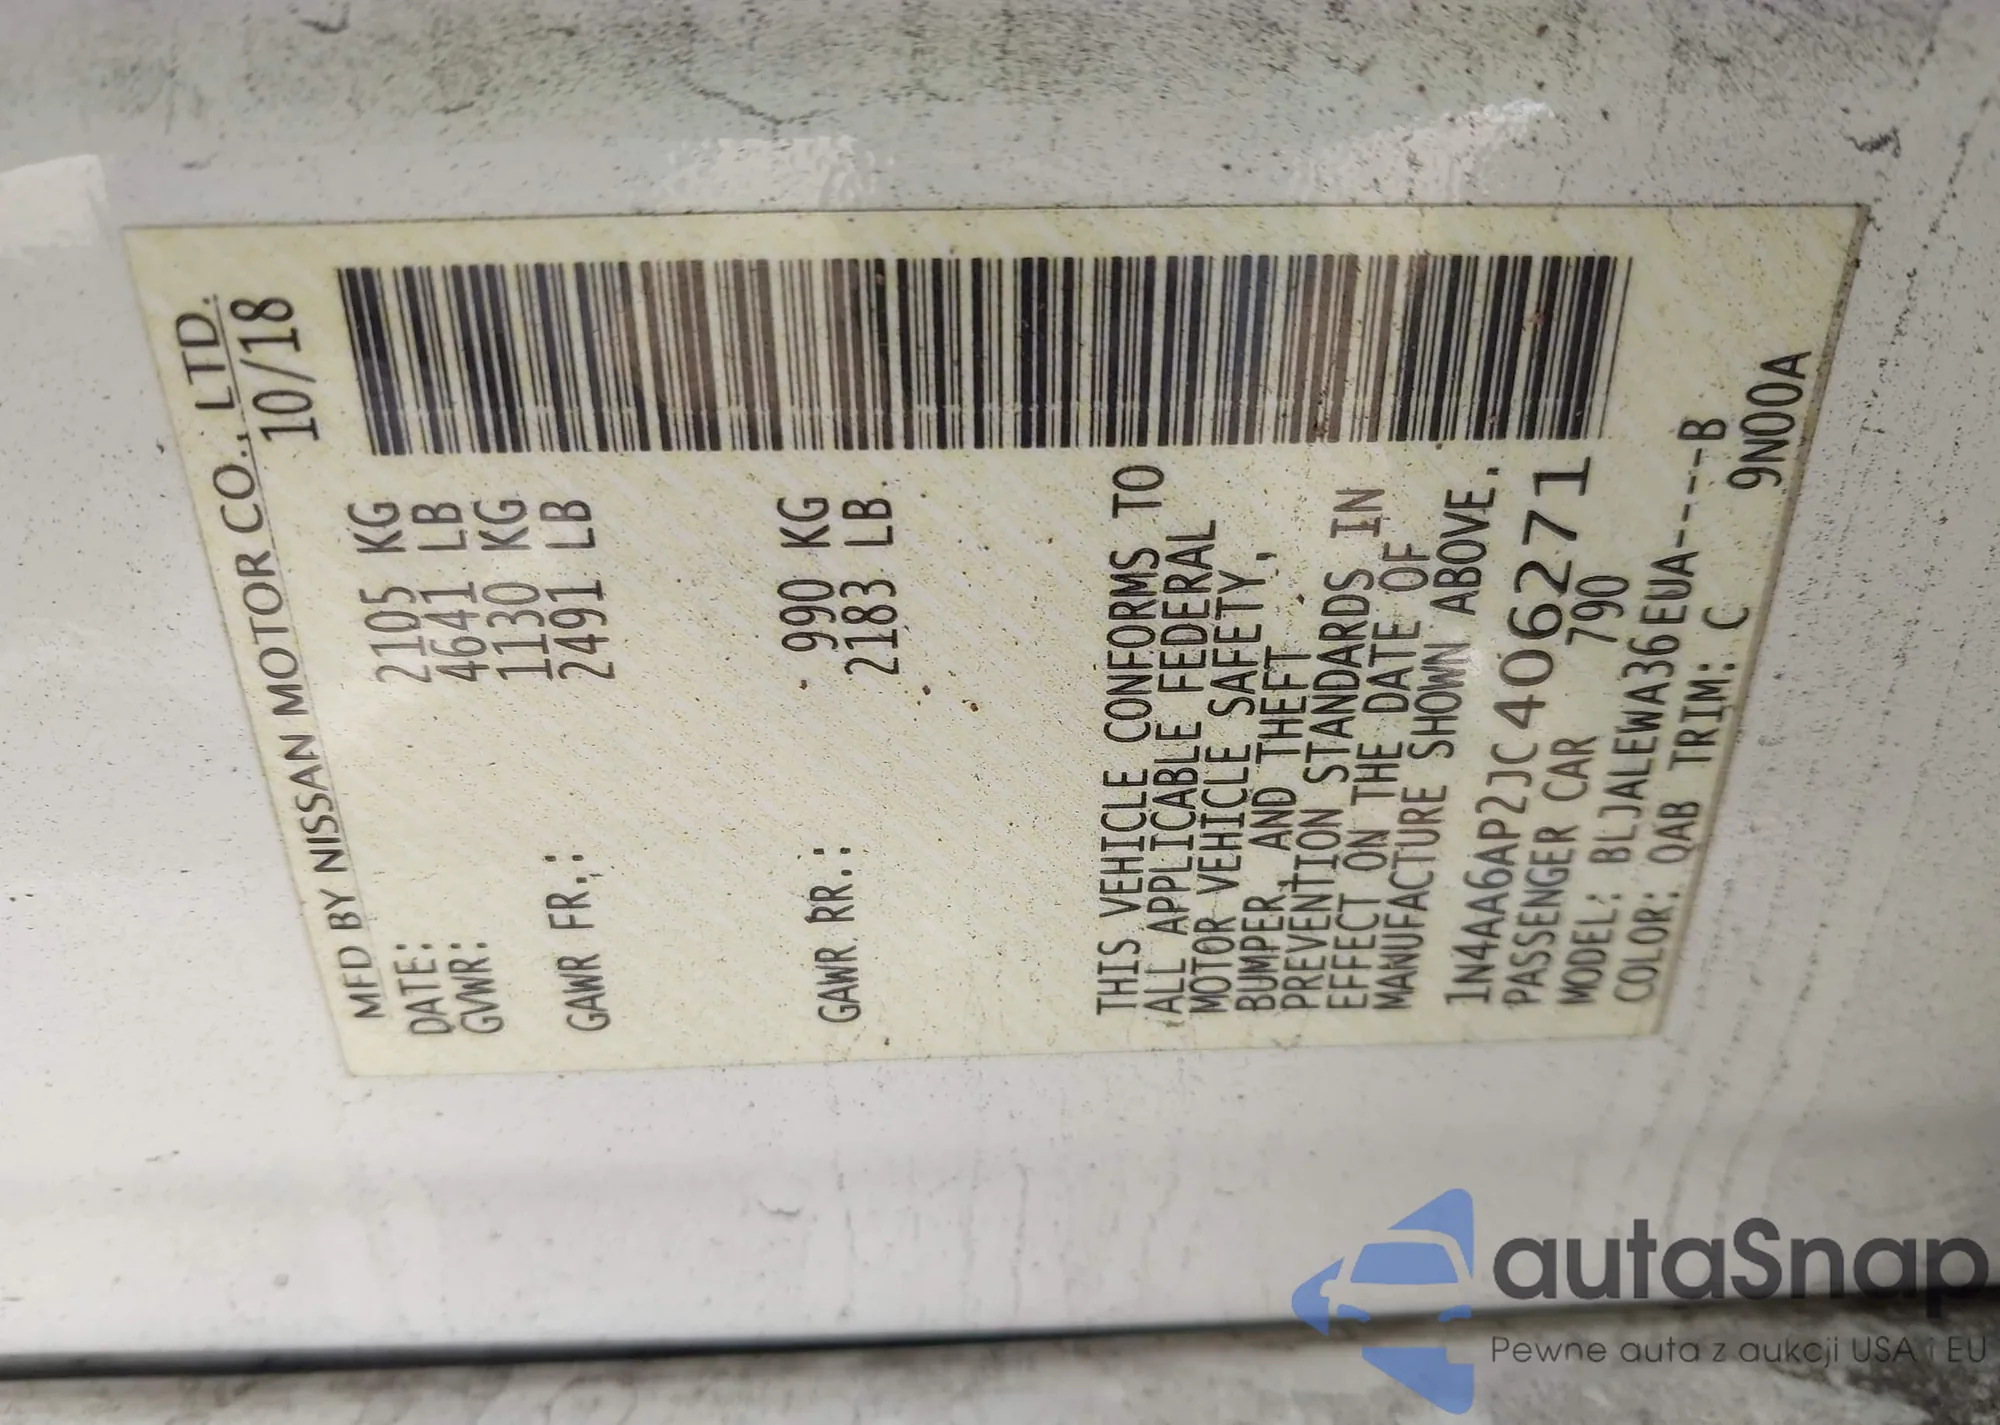 MFD BY NISSAN MOTOR CO., LTD.
DATE: 10/18
GVWR: 2105 KG
4641 LB
GAWR FR.: 1130 KG
2491 LB
GAWR RR.: 990 KG
2183 LB
THIS VEHICLE CONFORMS TO
ALL APPLICABLE FEDERAL
MOTOR VEHICLE SAFETY,
BUMPER, AND THEFT
PREVENTION STANDARDS IN
EFFECT ON THE DATE OF
MANUFACTURE SHOWN ABOVE.
1N4AA6AP2JC406271
PASSENGER CAR 790
MODEL: BLJALEWA36EUA----B
COLOR: QAB TRIM: C 9N00A
autaSnap
Pewne auta z aukcji USA i EU